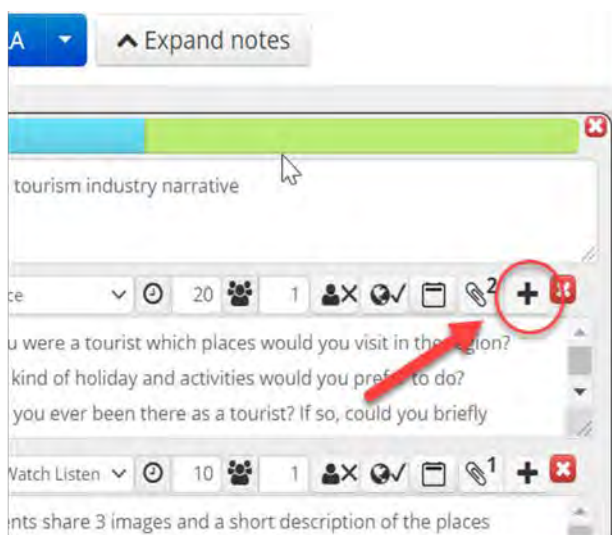 A Expand notes
tourism industry narrative
ce 20 1 2
u were a tourist which places would you visit in the region?
kind of holiday and activities would you prefer to do?
you ever been there as a tourist? If so, could you briefly
Watch Listen 10 1 1
ents share 3 images and a short description of the places